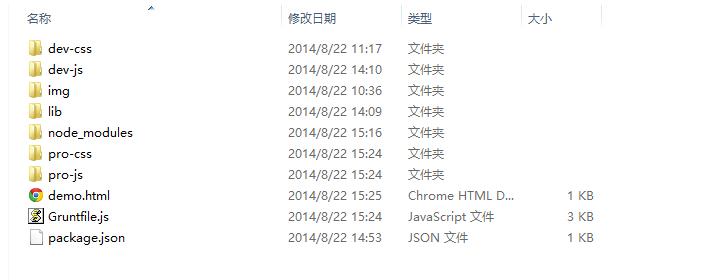 名称 修改日期 类型 大小
dev-css 2014/8/22 11:17 文件夹
dev-js 2014/8/22 14:10 文件夹
img 2014/8/22 10:36 文件夹
lib 2014/8/22 14:09 文件夹
node_modules 2014/8/22 15:16 文件夹
pro-css 2014/8/22 15:24 文件夹
pro-js 2014/8/22 15:24 文件夹
demo.html 2014/8/22 15:25 Chrome HTML D... 1 KB
Gruntfile.js 2014/8/22 15:24 JavaScript 文件 3 KB
package.json 2014/8/22 14:53 JSON 文件 1 KB